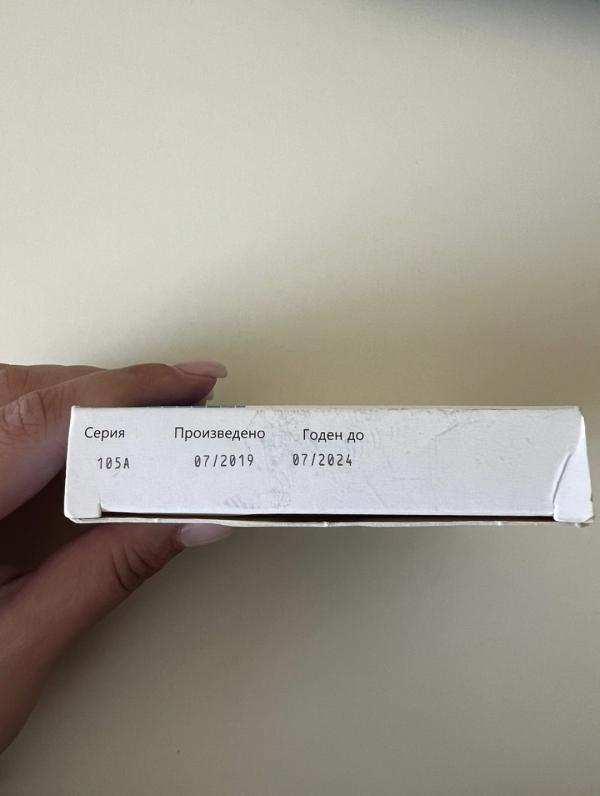 Серия Произведено Годен до
105A 07/2019 07/2024